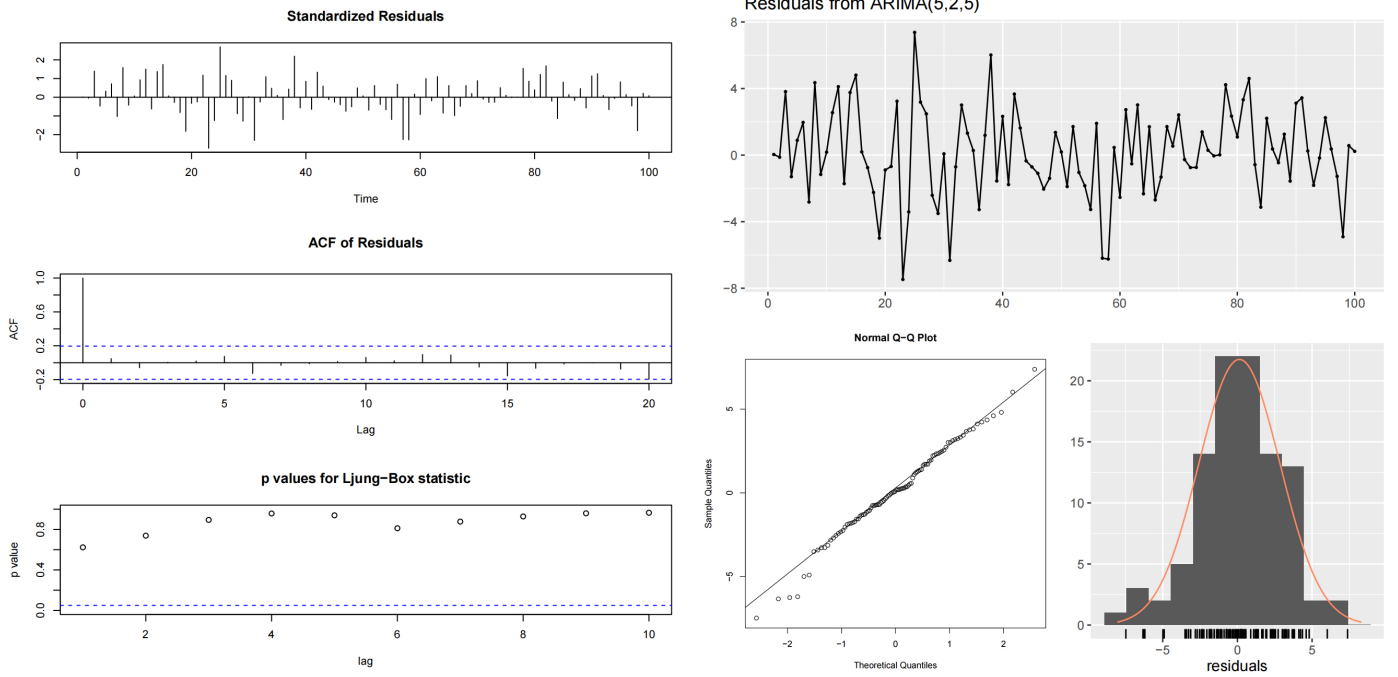 Standardized Residuals
2
1
0
−2
0 20 40 60 80 100
Time
ACF of Residuals
1.0
0.6
0.2
−0.2
ACF
0 5 10 15 20
Lag
p values for Ljung−Box statistic
0.8
0.4
0.0
p value
2 4 6 8 10
lag
Residuals from ARIMA(5,2,5)
8
4
0
−4
−8
0 20 40 60 80 100
Normal Q−Q Plot
5
0
−5
Sample Quantiles
−2 −1 0 1 2
Theoretical Quantiles
20
15
10
5
0
−5 0 5
residuals